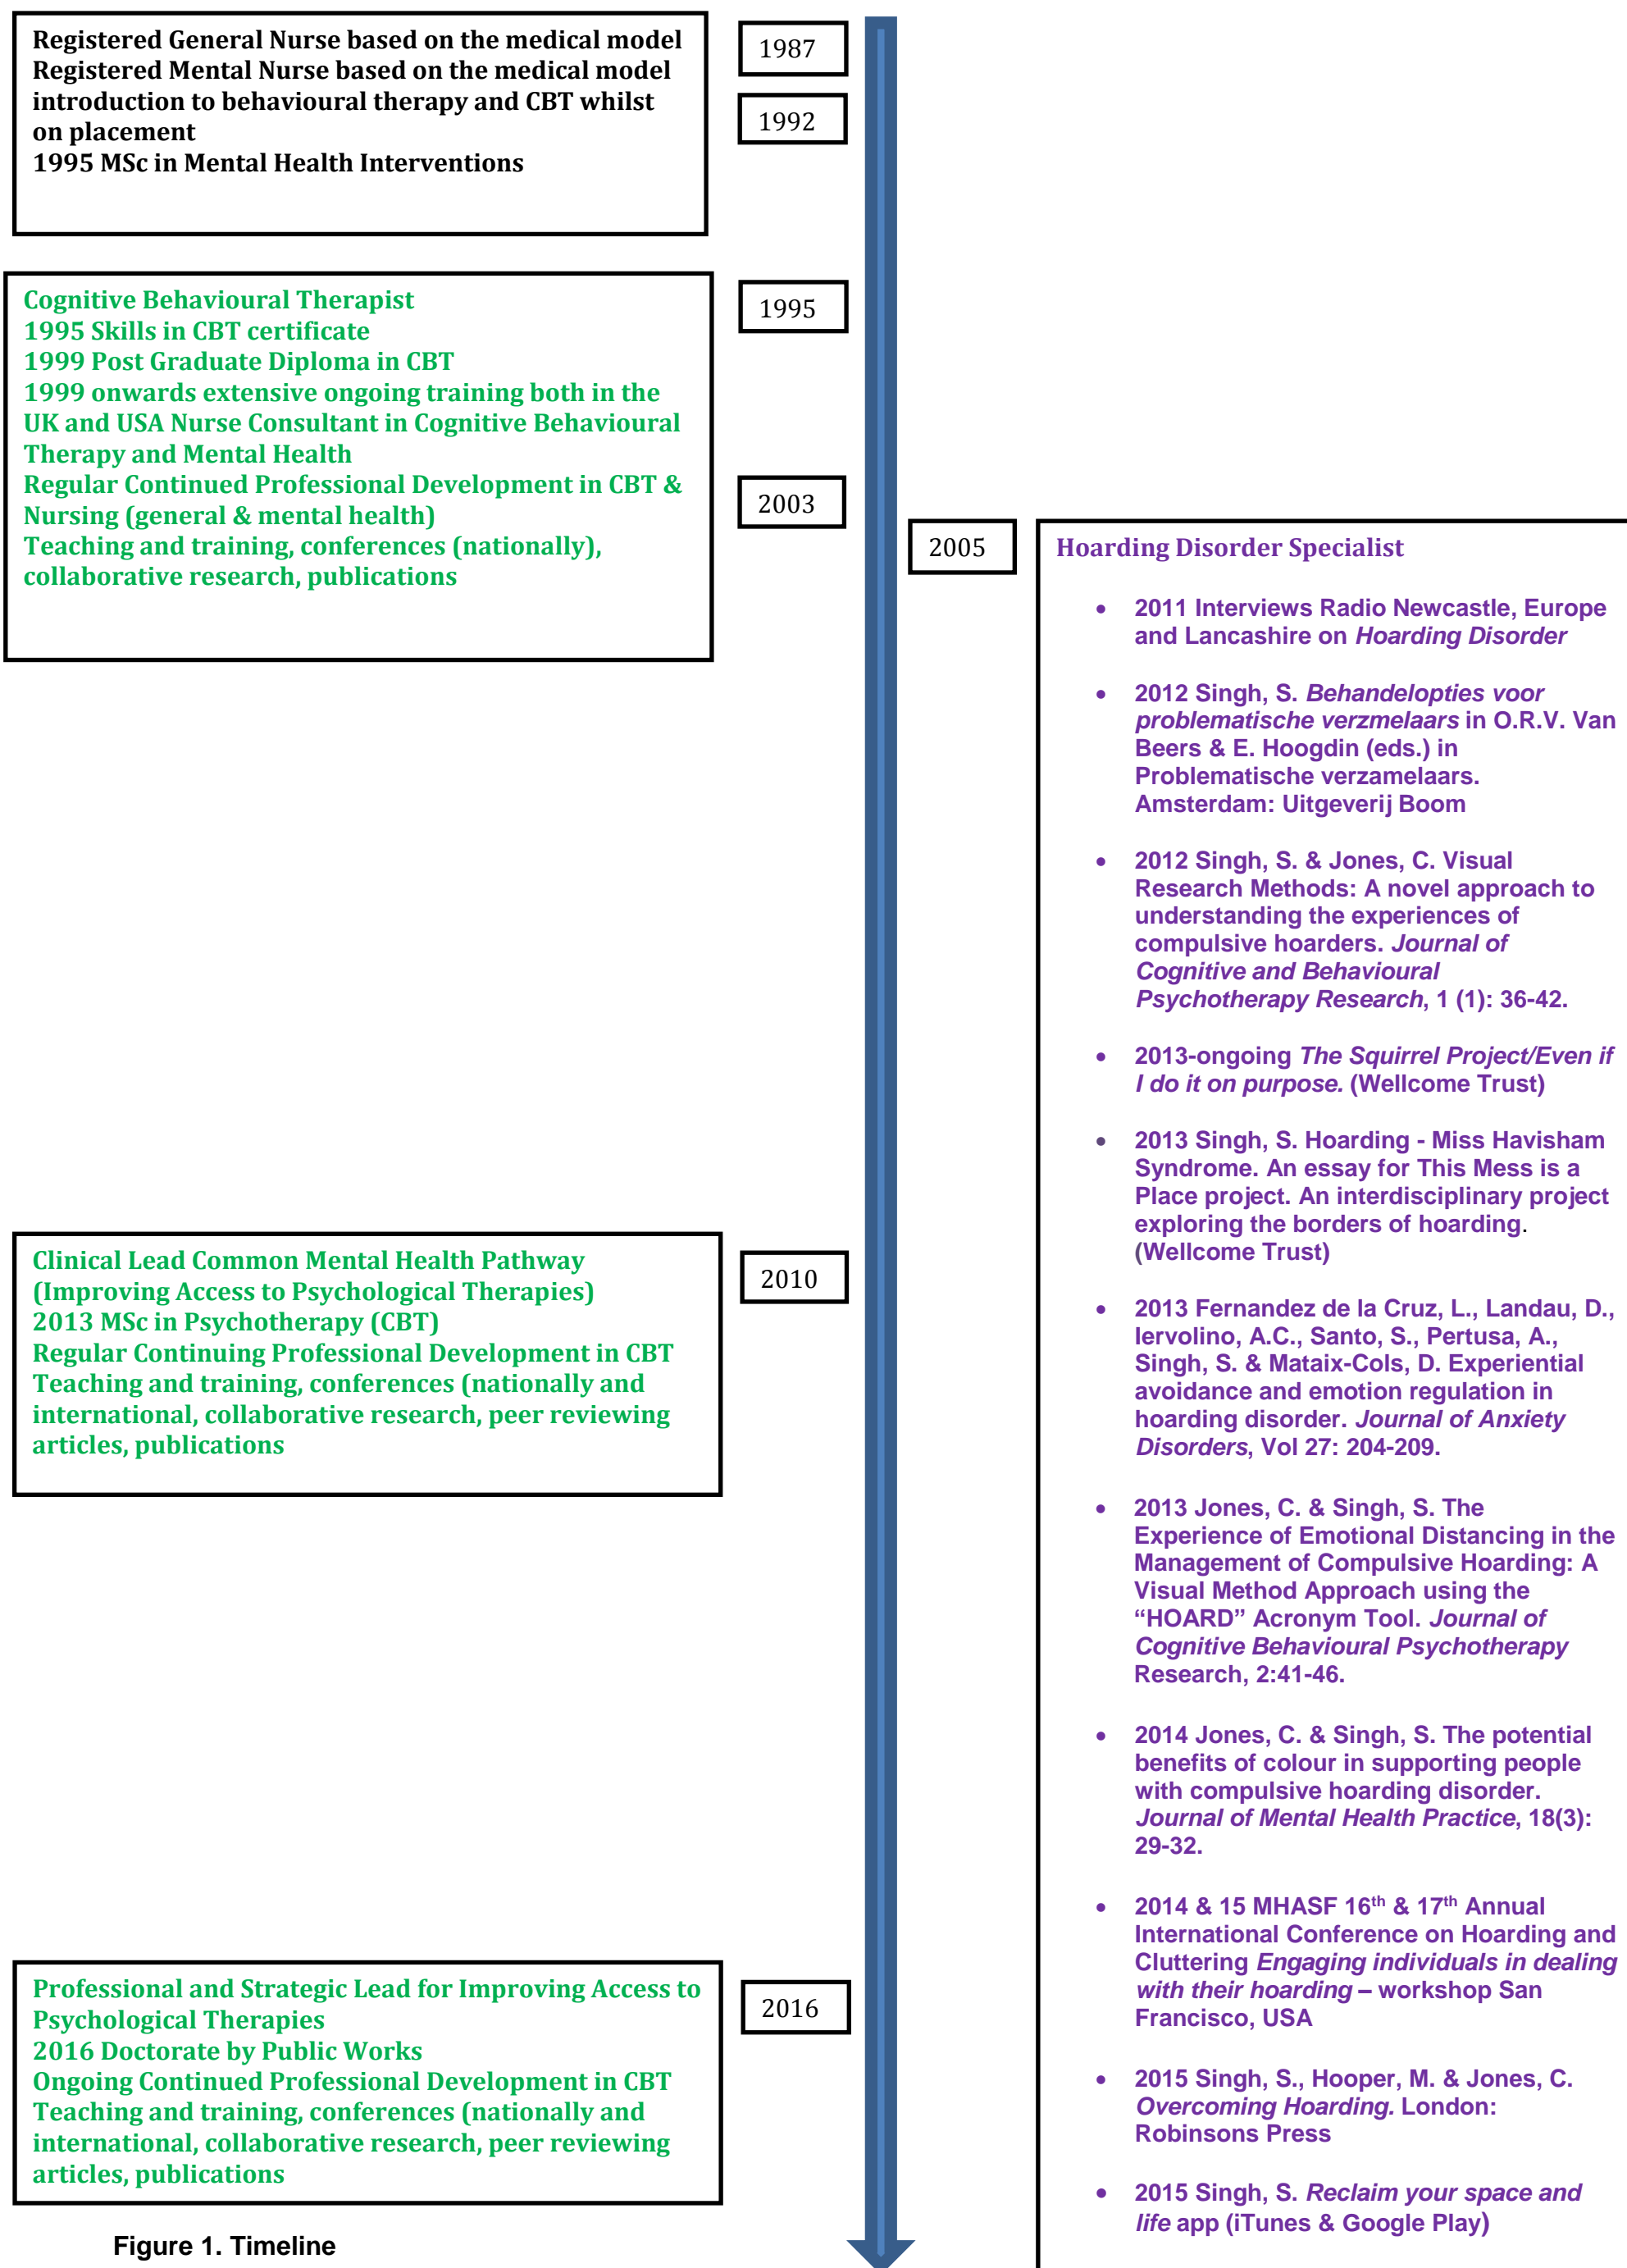 Registered General Nurse based on the medical model
Registered Mental Nurse based on the medical model
introduction to behavioural therapy and CBT whilst
on placement
1995 MSc in Mental Health Interventions
1987
1992
Cognitive Behavioural Therapist
1995 Skills in CBT certificate
1999 Post Graduate Diploma in CBT
1999 onwards extensive ongoing training both in the
UK and USA Nurse Consultant in Cognitive Behavioural
Therapy and Mental Health
Regular Continued Professional Development in CBT &
Nursing (general & mental health)
Teaching and training, conferences (nationally),
collaborative research, publications
1995
2003
Clinical Lead Common Mental Health Pathway
(Improving Access to Psychological Therapies)
2013 MSc in Psychotherapy (CBT)
Regular Continuing Professional Development in CBT
Teaching and training, conferences (nationally and
international, collaborative research, peer reviewing
articles, publications
2010
Professional and Strategic Lead for Improving Access to
Psychological Therapies
2016 Doctorate by Public Works
Ongoing Continued Professional Development in CBT
Teaching and training, conferences (nationally and
international, collaborative research, peer reviewing
articles, publications
2016
2005
Hoarding Disorder Specialist
• 2011 Interviews Radio Newcastle, Europe
and Lancashire on Hoarding Disorder
• 2012 Singh, S. Behandelopties voor
problematische verzmelaars in O.R.V. Van
Beers & E. Hoogdin (eds.) in
Problematische verzamelaars.
Amsterdam: Uitgeverij Boom
• 2012 Singh, S. & Jones, C. Visual
Research Methods: A novel approach to
understanding the experiences of
compulsive hoarders. Journal of
Cognitive and Behavioural
Psychotherapy Research, 1 (1): 36-42.
• 2013-ongoing The Squirrel Project/Even if
I do it on purpose. (Wellcome Trust)
• 2013 Singh, S. Hoarding - Miss Havisham
Syndrome. An essay for This Mess is a
Place project. An interdisciplinary project
exploring the borders of hoarding.
(Wellcome Trust)
• 2013 Fernandez de la Cruz, L., Landau, D.,
Iervolino, A.C., Santo, S., Pertusa, A.,
Singh, S. & Mataix-Cols, D. Experiential
avoidance and emotion regulation in
hoarding disorder. Journal of Anxiety
Disorders, Vol 27: 204-209.
• 2013 Jones, C. & Singh, S. The
Experience of Emotional Distancing in the
Management of Compulsive Hoarding: A
Visual Method Approach using the
“HOARD” Acronym Tool. Journal of
Cognitive Behavioural Psychotherapy
Research, 2:41-46.
• 2014 Jones, C. & Singh, S. The potential
benefits of colour in supporting people
with compulsive hoarding disorder.
Journal of Mental Health Practice, 18(3):
29-32.
• 2014 & 15 MHASF 16th & 17th Annual
International Conference on Hoarding and
Cluttering Engaging individuals in dealing
with their hoarding – workshop San
Francisco, USA
• 2015 Singh, S., Hooper, M. & Jones, C.
Overcoming Hoarding. London:
Robinsons Press
• 2015 Singh, S. Reclaim your space and
life app (iTunes & Google Play)
Figure 1. Timeline